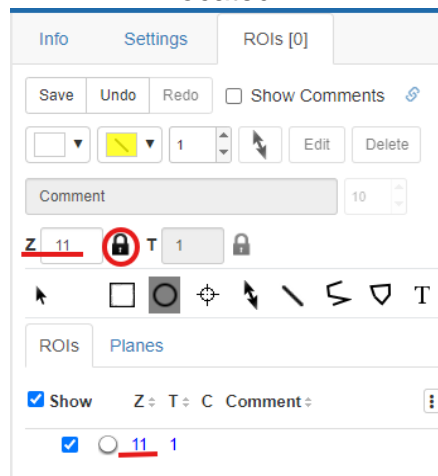 Info Settings ROIs [0]
Save Undo Redo Show Comments
1 Edit Delete
Comment 10
Z 11 T 1
T
ROIs Planes
Show Z T C Comment
11 1